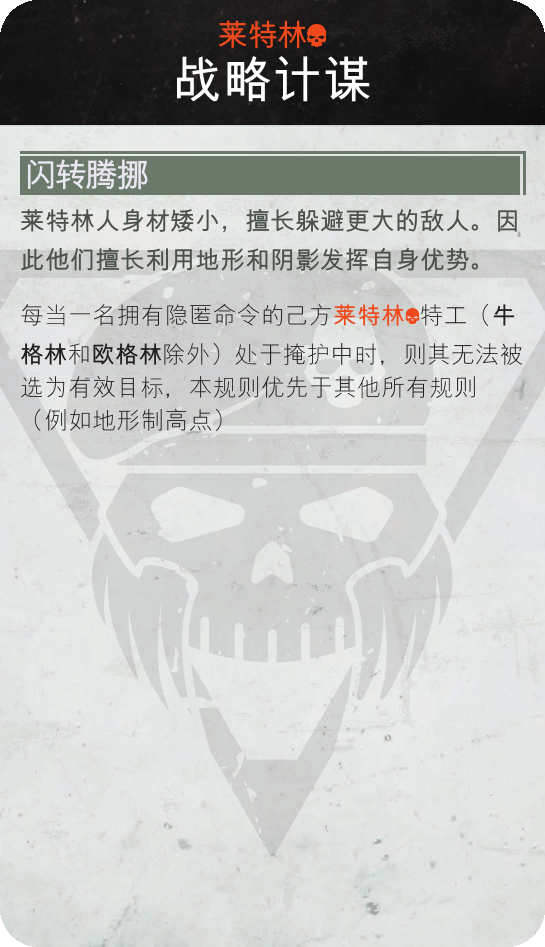 莱特林
战略计谋
闪转腾挪
莱特林人身材矮小，擅长躲避更大的敌人。因
此他们擅长利用地形和阴影发挥自身优势。
每当一名拥有隐匿命令的己方莱特林特工（牛
格林和欧格林除外）处于掩护中时，则其无法被
选为有效目标，本规则优先于其他所有规则
（例如地形制高点）